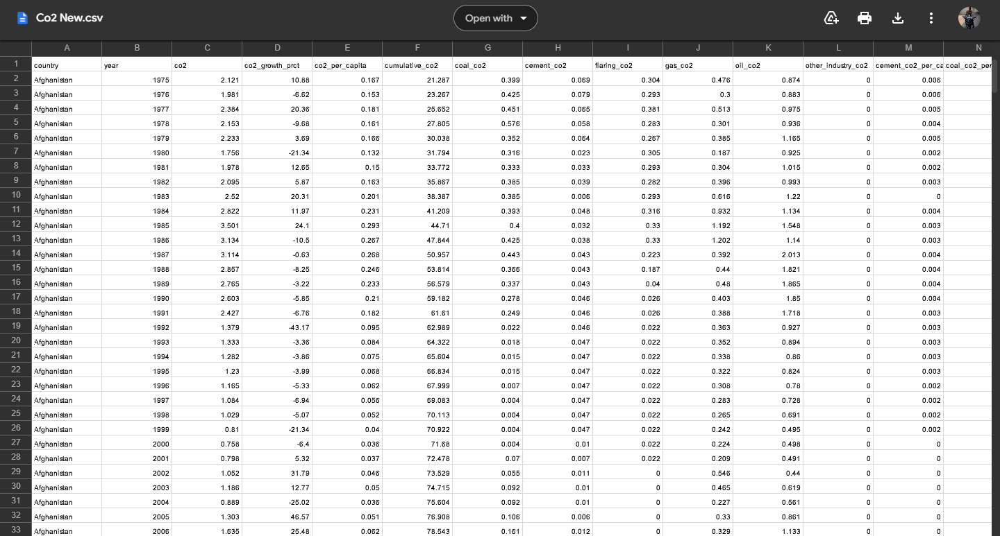 Co2 New.csv
Open with
A B C D E F G H I J K L M N
1 country year co2 co2_growth_prct co2_per_capita cumulative_co2 coal_co2 cement_co2 flaring_co2 gas_co2 oil_co2 other_industry_co2 cement_co2_per_ca coal_co2_per
2 Afghanistan 1975 2.121 10.88 0.167 21.287 0.399 0.069 0.304 0.476 0.874 0 0.006
3 Afghanistan 1976 1.981 -6.62 0.153 23.267 0.425 0.079 0.293 0.3 0.883 0 0.006
4 Afghanistan 1977 2.384 20.36 0.181 25.652 0.451 0.065 0.381 0.513 0.975 0 0.005
5 Afghanistan 1978 2.153 -9.68 0.161 27.805 0.576 0.058 0.283 0.301 0.936 0 0.004
6 Afghanistan 1979 2.233 3.69 0.166 30.038 0.352 0.064 0.267 0.385 1.165 0 0.005
7 Afghanistan 1980 1.756 -21.34 0.132 31.794 0.316 0.023 0.305 0.187 0.925 0 0.002
8 Afghanistan 1981 1.978 12.65 0.15 33.772 0.333 0.033 0.293 0.304 1.015 0 0.002
9 Afghanistan 1982 2.095 5.87 0.163 35.867 0.385 0.039 0.282 0.396 0.993 0 0.003
10 Afghanistan 1983 2.52 20.31 0.201 38.387 0.385 0.006 0.293 0.616 1.22 0 0
11 Afghanistan 1984 2.822 11.97 0.231 41.209 0.393 0.048 0.316 0.932 1.134 0 0.004
12 Afghanistan 1985 3.501 24.1 0.293 44.71 0.4 0.032 0.33 1.192 1.548 0 0.003
13 Afghanistan 1986 3.134 -10.5 0.267 47.844 0.425 0.038 0.33 1.202 1.14 0 0.003
14 Afghanistan 1987 3.114 -0.63 0.268 50.957 0.443 0.043 0.223 0.392 2.013 0 0.004
15 Afghanistan 1988 2.857 -8.25 0.246 53.814 0.366 0.043 0.187 0.44 1.821 0 0.004
16 Afghanistan 1989 2.765 -3.22 0.233 56.579 0.337 0.043 0.04 0.48 1.865 0 0.004
17 Afghanistan 1990 2.603 -5.85 0.21 59.182 0.278 0.046 0.026 0.403 1.85 0 0.004
18 Afghanistan 1991 2.427 -6.76 0.182 61.61 0.249 0.046 0.026 0.388 1.718 0 0.003
19 Afghanistan 1992 1.379 -43.17 0.095 62.989 0.022 0.046 0.022 0.363 0.927 0 0.003
20 Afghanistan 1993 1.333 -3.36 0.084 64.322 0.018 0.047 0.022 0.352 0.894 0 0.003
21 Afghanistan 1994 1.282 -3.86 0.075 65.604 0.015 0.047 0.022 0.338 0.86 0 0.003
22 Afghanistan 1995 1.23 -3.99 0.068 66.834 0.015 0.047 0.022 0.322 0.824 0 0.003
23 Afghanistan 1996 1.165 -5.33 0.062 67.999 0.007 0.047 0.022 0.308 0.78 0 0.002
24 Afghanistan 1997 1.084 -6.94 0.056 69.083 0.004 0.047 0.022 0.283 0.728 0 0.002
25 Afghanistan 1998 1.029 -5.07 0.052 70.113 0.004 0.047 0.022 0.265 0.691 0 0.002
26 Afghanistan 1999 0.81 -21.34 0.04 70.922 0.004 0.047 0.022 0.242 0.495 0 0.002
27 Afghanistan 2000 0.758 -6.4 0.036 71.68 0.004 0.01 0.022 0.224 0.498 0 0
28 Afghanistan 2001 0.798 5.32 0.037 72.478 0.07 0.007 0.022 0.209 0.491 0 0
29 Afghanistan 2002 1.052 31.79 0.046 73.529 0.055 0.011 0 0.546 0.44 0 0
30 Afghanistan 2003 1.186 12.77 0.05 74.715 0.092 0.01 0 0.465 0.619 0 0
31 Afghanistan 2004 0.889 -25.02 0.036 75.604 0.092 0.01 0 0.227 0.561 0 0
32 Afghanistan 2005 1.303 46.57 0.051 76.908 0.106 0.006 0 0.33 0.861 0 0
33 Afghanistan 2006 1.635 25.48 0.062 78.543 0.161 0.012 0 0.329 1.133 0 0